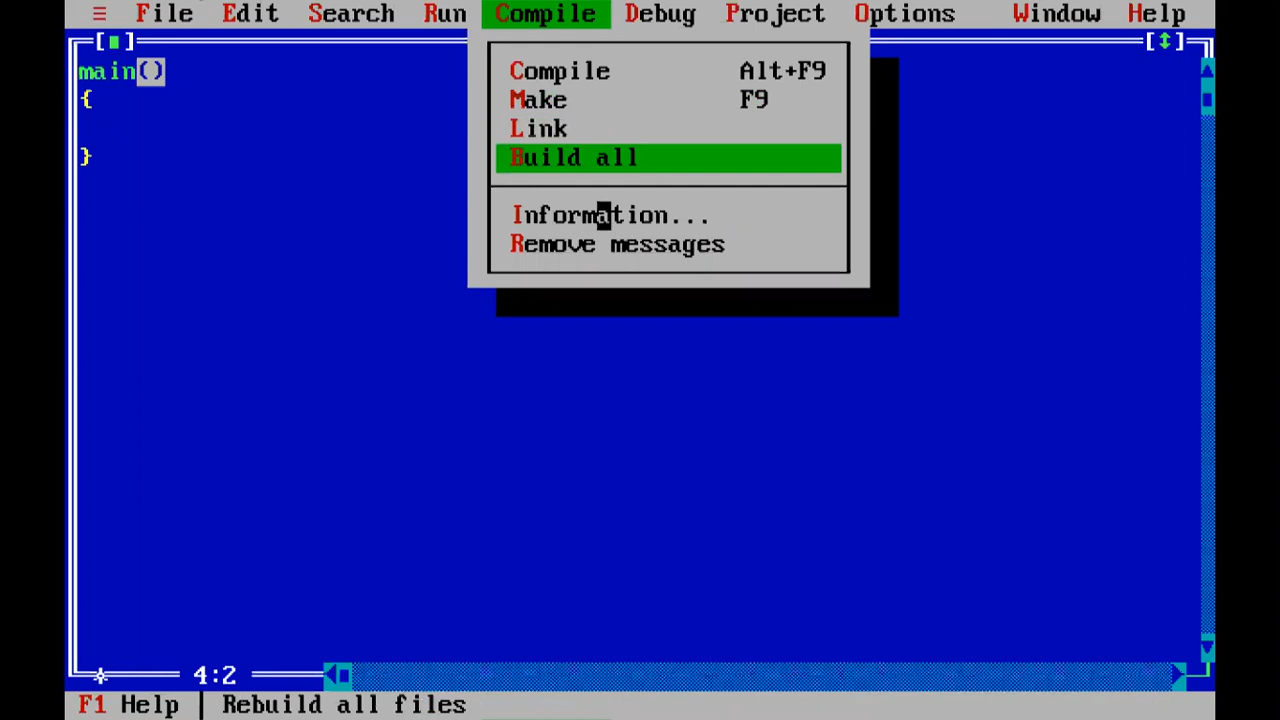 ≡ File Edit Search Run Compile Debug Project Options Window Help
[■] [↕]
main()
{
}
Compile Alt+F9
Make F9
Link
Build all
Information...
Remove messages
4:2
F1 Help │ Rebuild all files